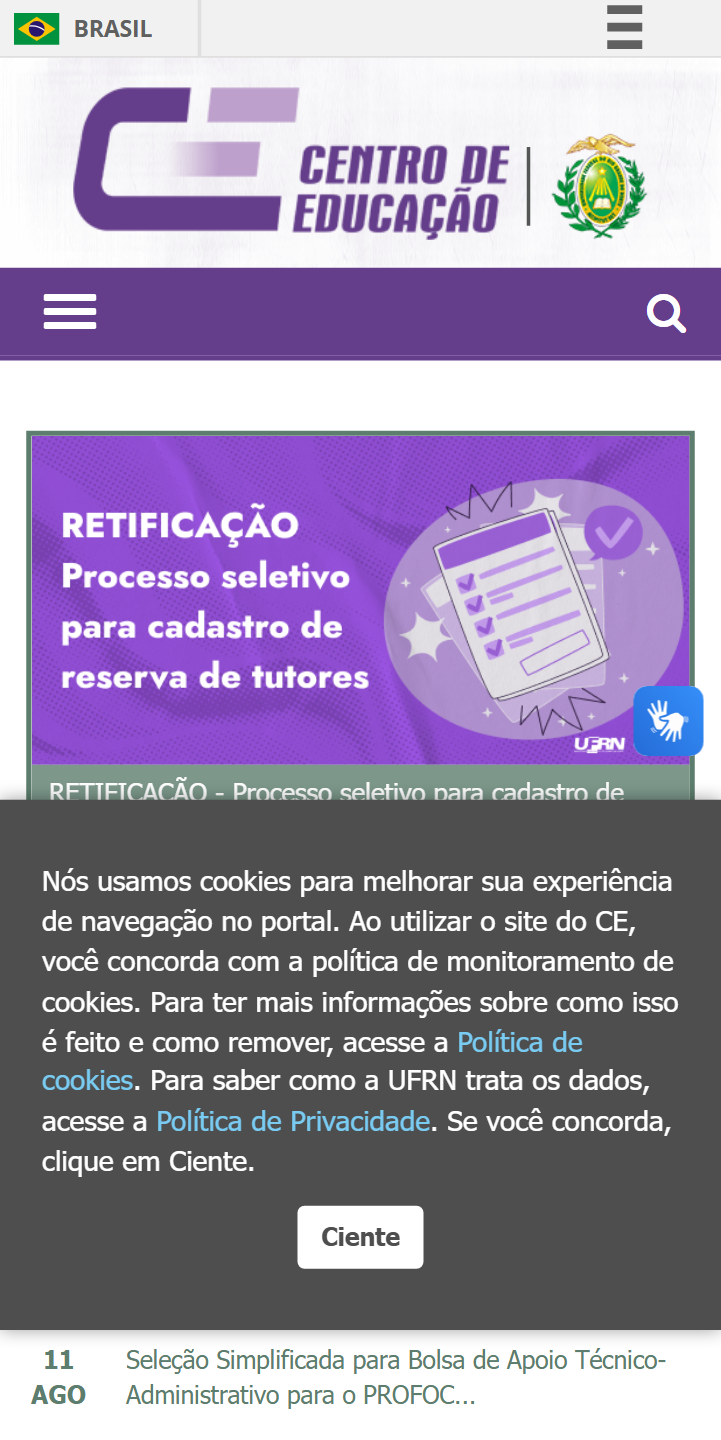 BRASIL
CENTRO DE
EDUCAÇÃO
RETIFICAÇÃO
Processo seletivo
para cadastro de
reserva de tutores
UFRN
RETIFICAÇÃO - Processo seletivo para cadastro de
Nós usamos cookies para melhorar sua experiência
de navegação no portal. Ao utilizar o site do CE,
você concorda com a política de monitoramento de
cookies. Para ter mais informações sobre como isso
é feito e como remover, acesse a Política de
cookies. Para saber como a UFRN trata os dados,
acesse a Política de Privacidade. Se você concorda,
clique em Ciente.
Ciente
11 Seleção Simplificada para Bolsa de Apoio Técnico-
AGO Administrativo para o PROFOC...